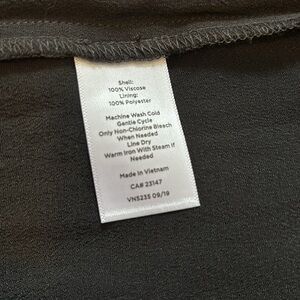 Shell:
100% Viscose
Lining:
100% Polyester
Machine Wash Cold
Gentle Cycle
Only Non-Chlorine Bleach
When Needed
Line Dry
Warm Iron With Steam If
Needed
Made In Vietnam
CA# 23147
VN5235 09/19